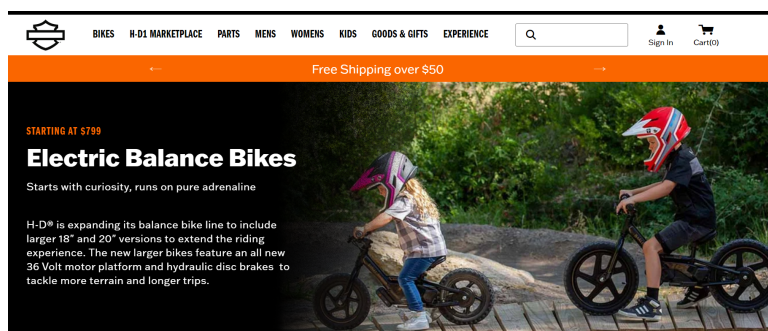 BIKES H-D1 MARKETPLACE PARTS MENS WOMENS KIDS GOODS & GIFTS EXPERIENCE
Sign In Cart(0)
Free Shipping over $50
STARTING AT $799
Electric Balance Bikes
Starts with curiosity, runs on pure adrenaline
H-D® is expanding its balance bike line to include
larger 18" and 20" versions to extend the riding
experience. The new larger bikes feature an all new
36 Volt motor platform and hydraulic disc brakes to
tackle more terrain and longer trips.